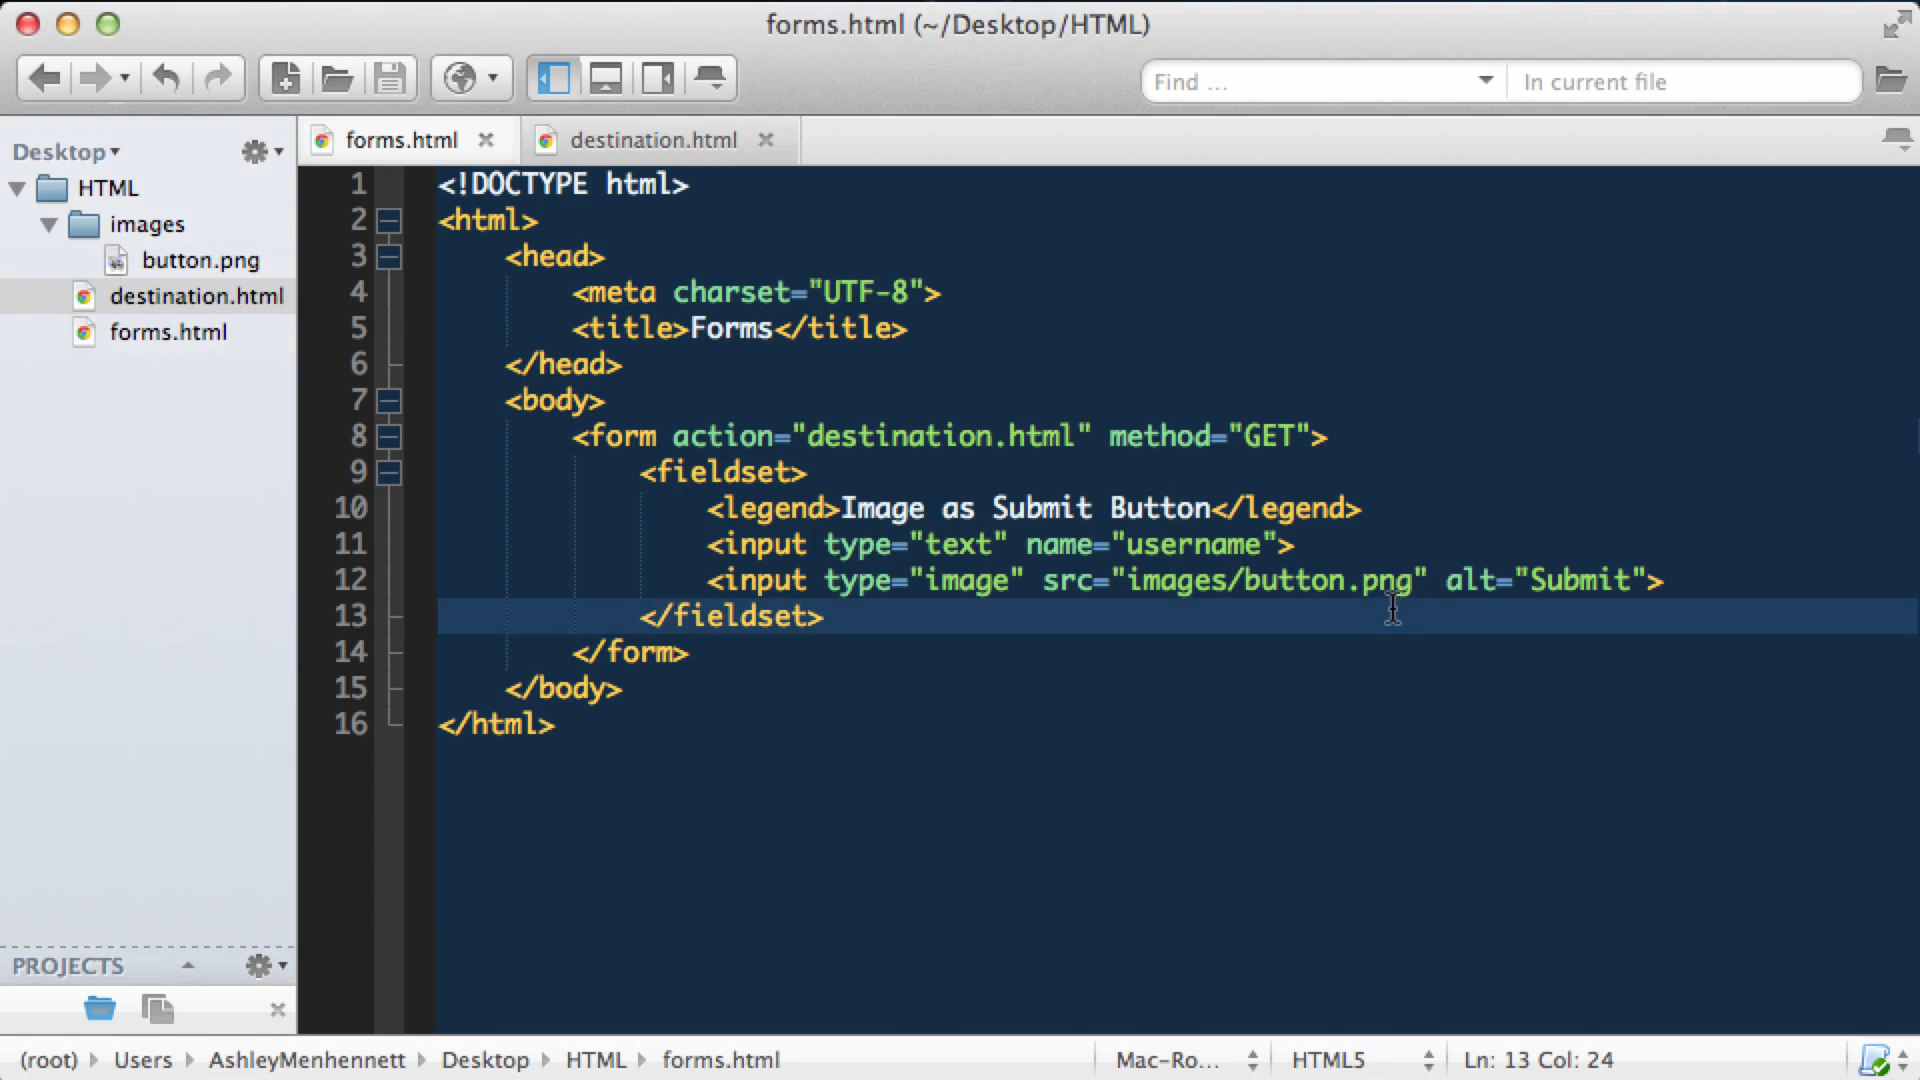 forms.html (~/Desktop/HTML)
Find ...
In current file
Desktop
HTML
images
button.png
destination.html
forms.html
forms.html
destination.html
1 <!DOCTYPE html>
2 <html>
3 <head>
4 <meta charset="UTF-8">
5 <title>Forms</title>
6 </head>
7 <body>
8 <form action="destination.html" method="GET">
9 <fieldset>
10 <legend>Image as Submit Button</legend>
11 <input type="text" name="username">
12 <input type="image" src="images/button.png" alt="Submit">
13 </fieldset>
14 </form>
15 </body>
16 </html>
PROJECTS
(root) Users AshleyMenhennett Desktop HTML forms.html
Mac-Ro... HTML5 Ln: 13 Col: 24